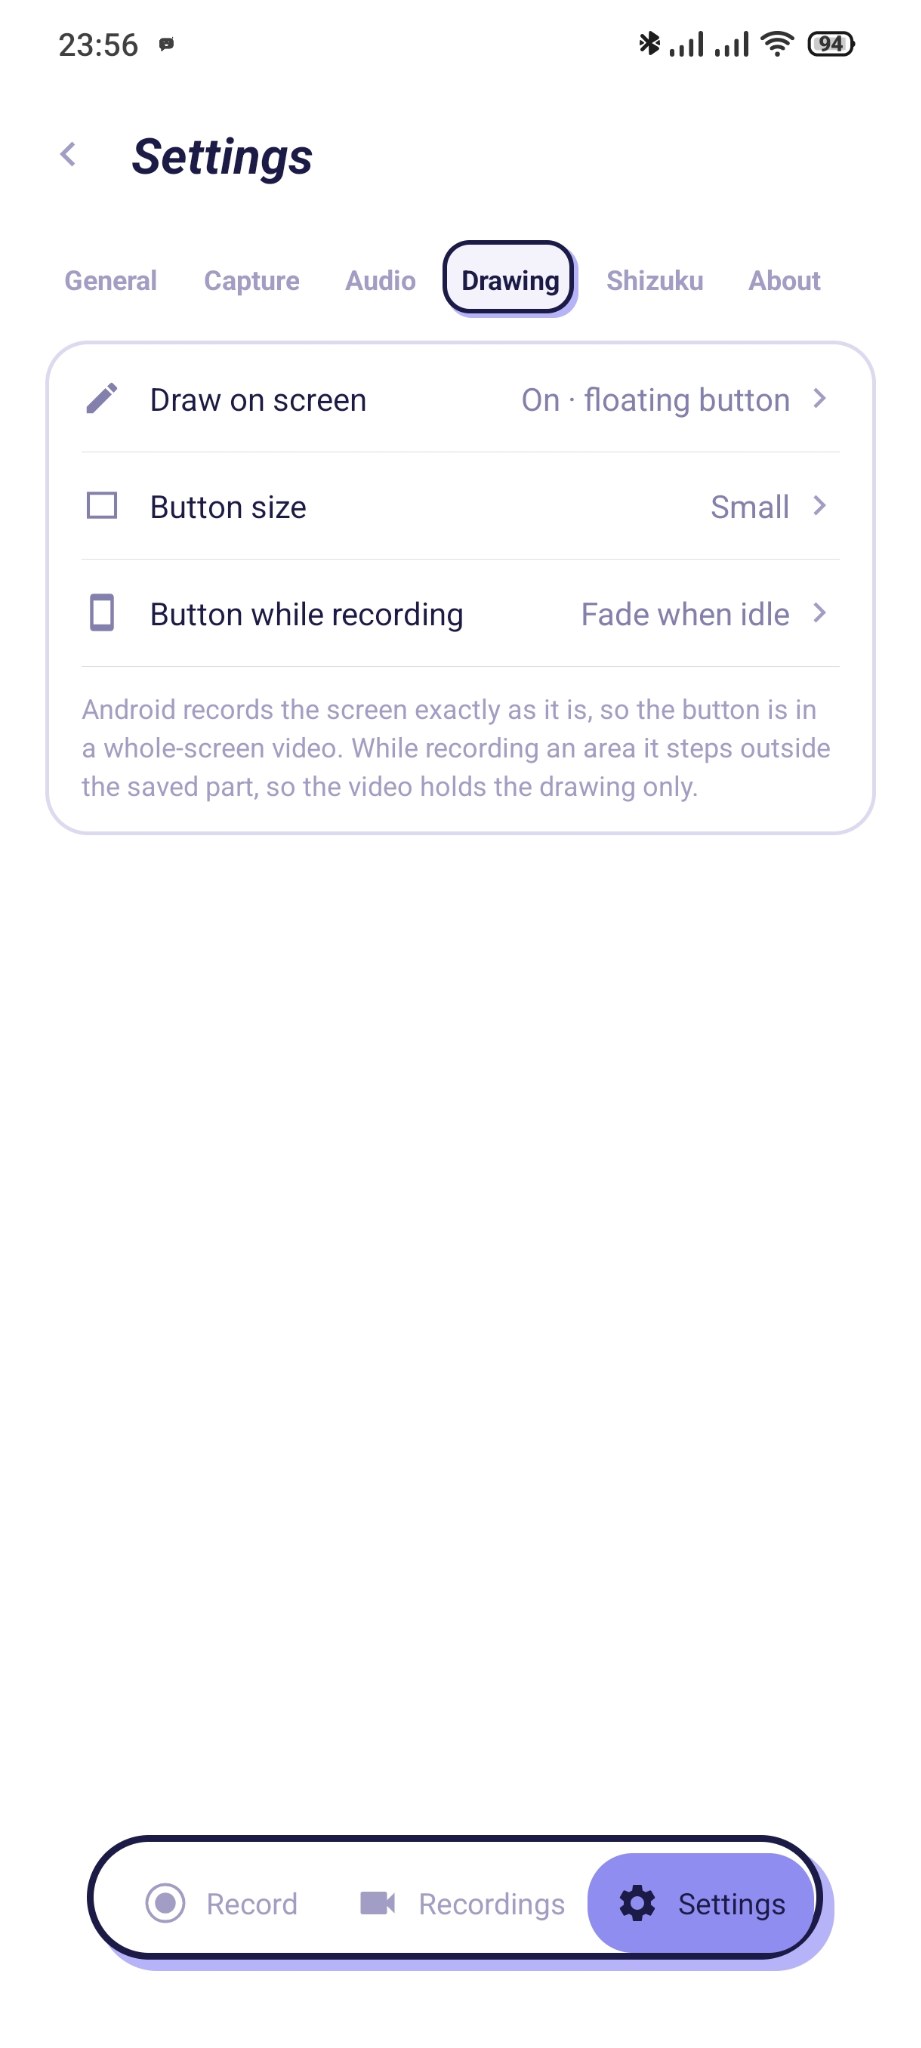 23:56
94
Settings
General Capture Audio Drawing Shizuku About
Draw on screen On · floating button
Button size Small
Button while recording Fade when idle
Android records the screen exactly as it is, so the button is in
a whole-screen video. While recording an area it steps outside
the saved part, so the video holds the drawing only.
Record Recordings Settings